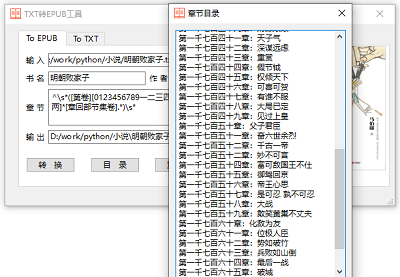 TXT转EPUB工具
To EPUB
To TXT
输 入
/work/python/小说/明朝败家子.t
书 名
明朝败家子
作 者
章 节
^\s*([第卷][0123456789一二三四
两]*[章回部节集卷].*)\s*
输 出
D:/work/python/小说\明朝败家子
转 换
目 录
章节目录
第一千七百四十一章：天子气
第一千七百四十二章：深谋远虑
第一千七百四十三章：重赏
第一千七百四十四章：假节钺
第一千七百四十五章：权倾天下
第一千七百四十六章：可喜可贺
第一千七百四十七章：有谁不服
第一千七百四十八章：大局已定
第一千七百四十九章：见过上皇
第一千七百五十章：父子君臣
第一千七百五十一章：奋六世余烈
第一千七百五十二章：千古一帝
第一千七百五十三章：妙不可言
第一千七百五十四章：富可敌国王不仕
第一千七百五十五章：御驾回京
第一千七百五十六章：帝王心思
第一千七百五十七章：是可忍 孰不可忍
第一千七百五十八章：大战
第一千七百五十九章：敢笑黄巢不丈夫
第一千七百六十章：化敌为友
第一千七百六十一章：位极人臣
第一千七百六十二章：势如破竹
第一千七百六十三章：兵败如山倒
第一千七百六十四章：最后一战
第一千七百六十五章：破城